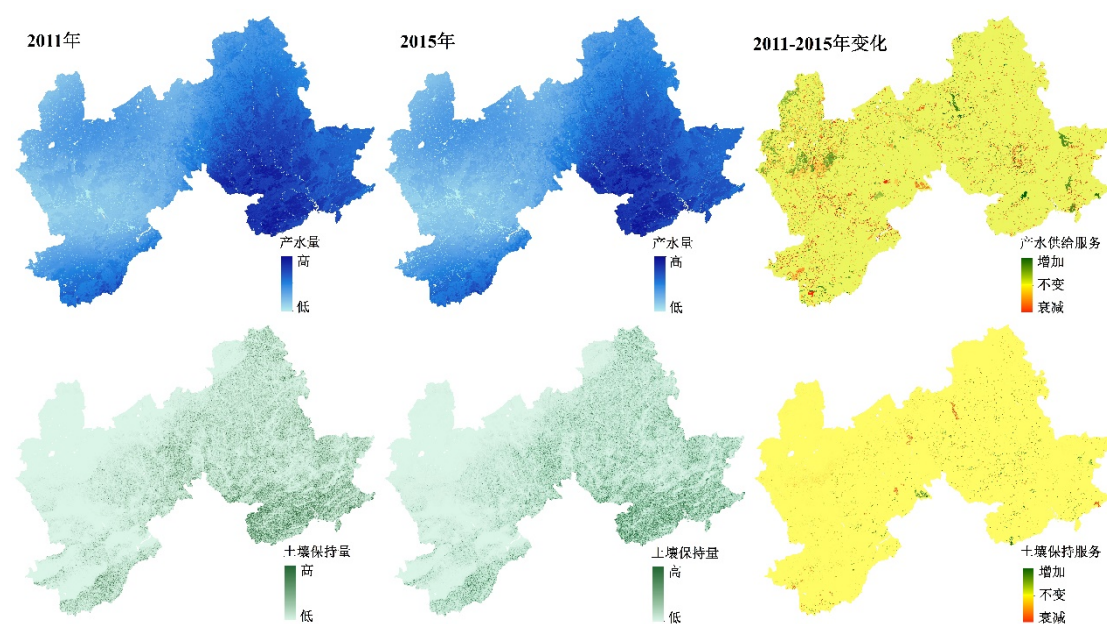 2011年
2015年
2011-2015年变化
产水量
高
低
产水量
高
低
产水供给服务
增加
不变
衰减
土壤保持量
高
低
土壤保持量
高
低
土壤保持服务
增加
不变
衰减